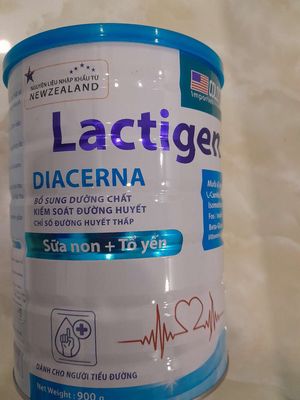 NGUYÊN LIỆU NHẬP KHẨU TỪ
NEWZEALAND
Lactigen
DIACERNA
BỔ SUNG DƯỠNG CHẤT
KIỂM SOÁT ĐƯỜNG HUYẾT
CHỈ SỐ ĐƯỜNG HUYẾT THẤP
Sữa non + Tổ yến
DÀNH CHO NGƯỜI TIỂU ĐƯỜNG
Net Weight: 900g